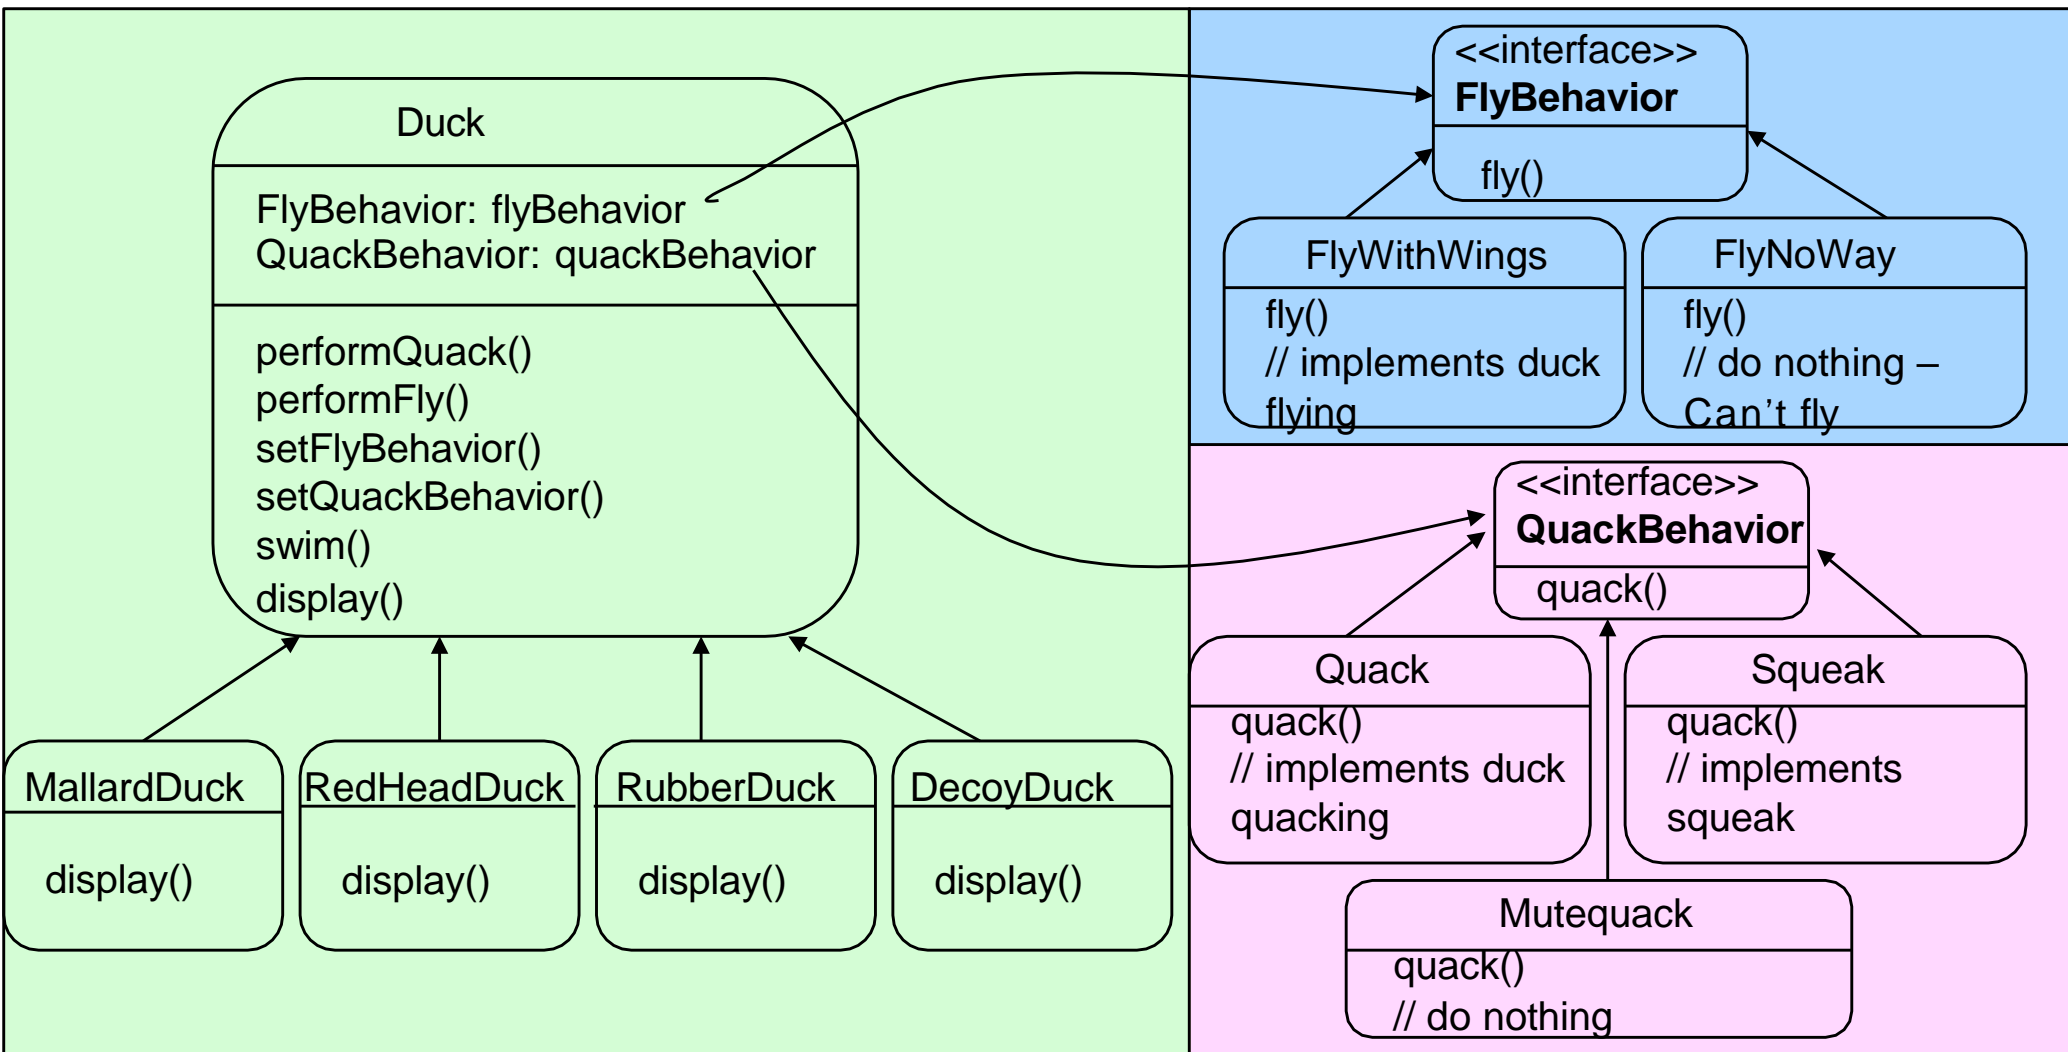 Duck
FlyBehavior: flyBehavior
QuackBehavior: quackBehavior
performQuack()
performFly()
setFlyBehavior()
setQuackBehavior()
swim()
display()
MallardDuck
display()
RedHeadDuck
display()
RubberDuck
display()
DecoyDuck
display()
<<interface>>
FlyBehavior
fly()
FlyWithWings
fly()
// implements duck
flying
FlyNoWay
fly()
// do nothing –
Can’t fly
<<interface>>
QuackBehavior
quack()
Quack
quack()
// implements duck
quacking
Squeak
quack()
// implements
squeak
Mutequack
quack()
// do nothing